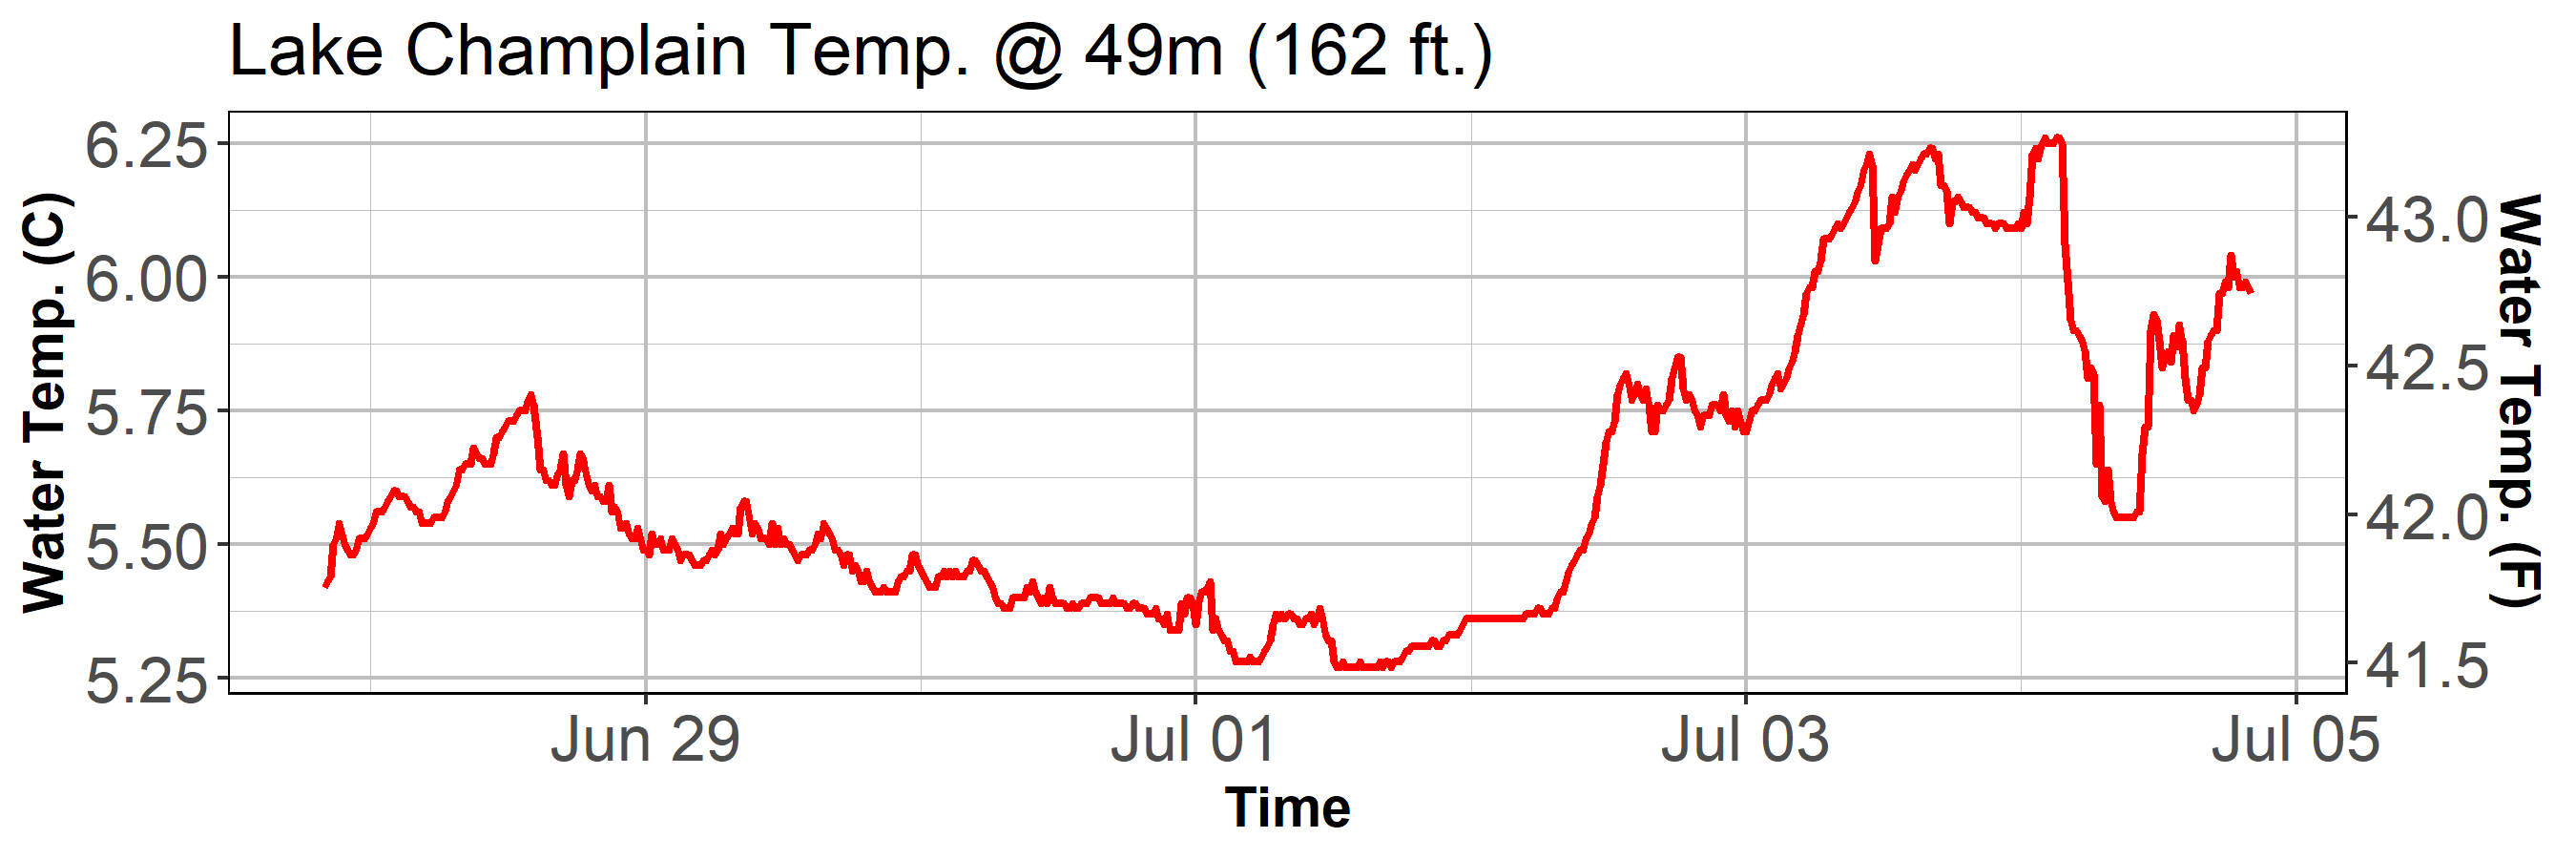 Lake Champlain Temp. @ 49m (162 ft.)
Water Temp. (C)
6.25
6.00
5.75
5.50
5.25
43.0
42.5
42.0
41.5
Water Temp. (F)
Jun 29
Jul 01
Jul 03
Jul 05
Time